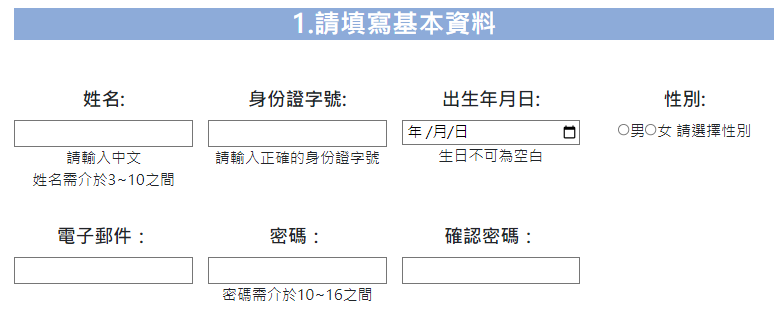 1.請填寫基本資料
姓名: 身份證字號: 出生年月日: 性別:
年 /月/日 男 女 請選擇性別
請輸入中文 請輸入正確的身份證字號 生日不可為空白
姓名需介於3~10之間
電子郵件： 密碼： 確認密碼：
密碼需介於10~16之間